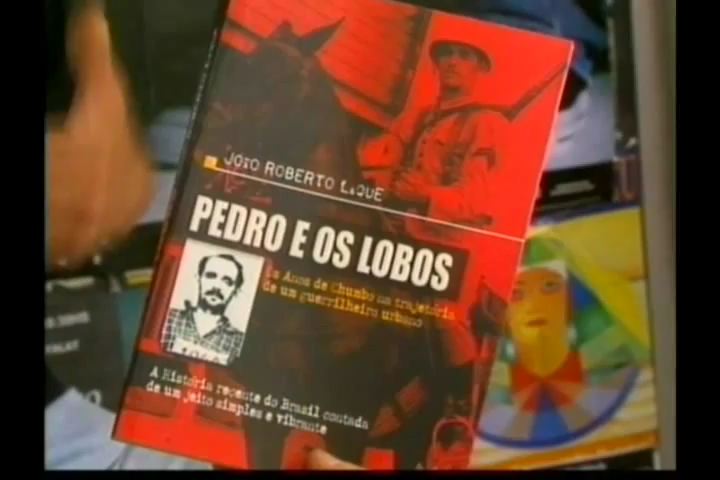 JOÃO ROBERTO LAQUE
PEDRO E OS LOBOS
Os Anos de Chumbo na trajetória
de um guerrilheiro urbano
A História recente do Brasil contada
de um jeito simples e vibrante